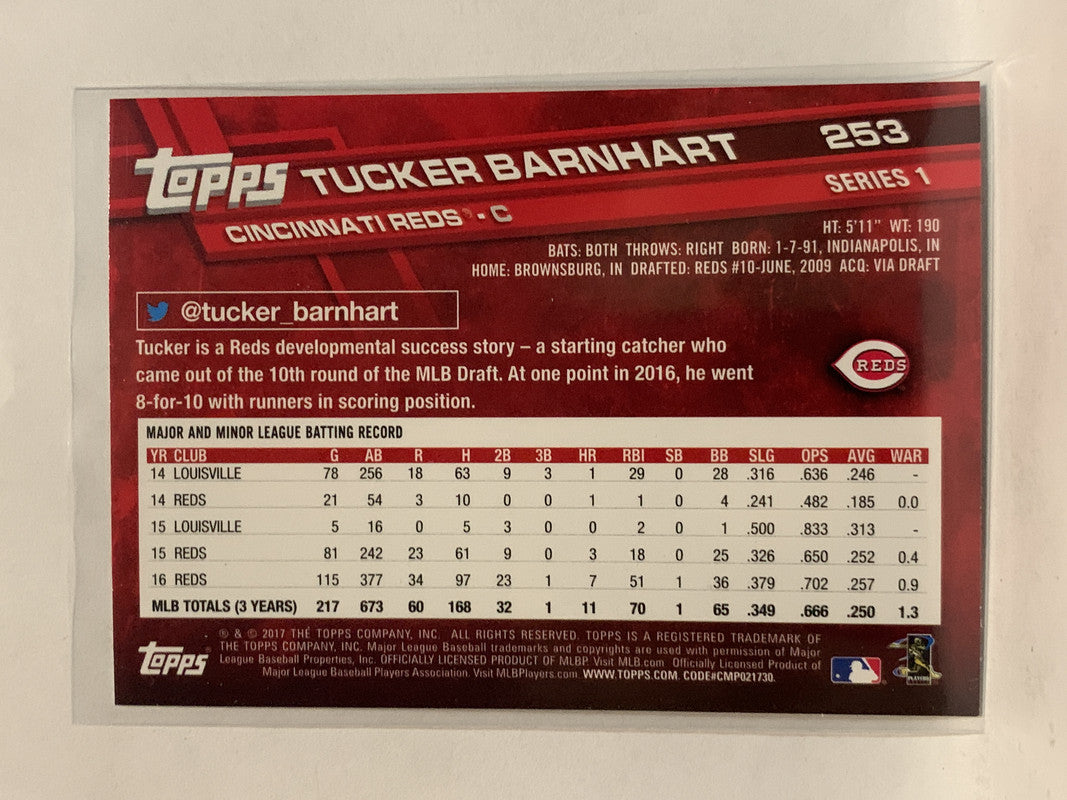 TOPPS TUCKER BARNHART 253
CINCINNATI REDS® - C SERIES 1
HT: 5'11" WT: 190
BATS: BOTH THROWS: RIGHT BORN: 1-7-91, INDIANAPOLIS, IN
HOME: BROWNSBURG, IN DRAFTED: REDS #10-JUNE, 2009 ACQ: VIA DRAFT
@tucker_barnhart
Tucker is a Reds developmental success story – a starting catcher who
came out of the 10th round of the MLB Draft. At one point in 2016, he went
8-for-10 with runners in scoring position.
REDS
MAJOR AND MINOR LEAGUE BATTING RECORD
YR CLUB G AB R H 2B 3B HR RBI SB BB SLG OPS AVG WAR
14 LOUISVILLE 78 256 18 63 9 3 1 29 0 28 .316 .636 .246 -
14 REDS 21 54 3 10 0 0 1 1 0 4 .241 .482 .185 0.0
15 LOUISVILLE 5 16 0 5 3 0 0 2 0 1 .500 .833 .313 -
15 REDS 81 242 23 61 9 0 3 18 0 25 .326 .650 .252 0.4
16 REDS 115 377 34 97 23 1 7 51 1 36 .379 .702 .257 0.9
MLB TOTALS (3 YEARS) 217 673 60 168 32 1 11 70 1 65 .349 .666 .250 1.3
® & © 2017 THE TOPPS COMPANY, INC. ALL RIGHTS RESERVED. TOPPS IS A REGISTERED TRADEMARK OF
THE TOPPS COMPANY, INC. Major League Baseball trademarks and copyrights are used with permission of Major
League Baseball Properties, Inc. OFFICIALLY LICENSED PRODUCT OF MLBP. Visit MLB.com Officially Licensed Product of
Major League Baseball Players Association. Visit MLBPlayers.com WWW.TOPPS.COM. CODE#CMP021730.
TOPPS
PLAYERS